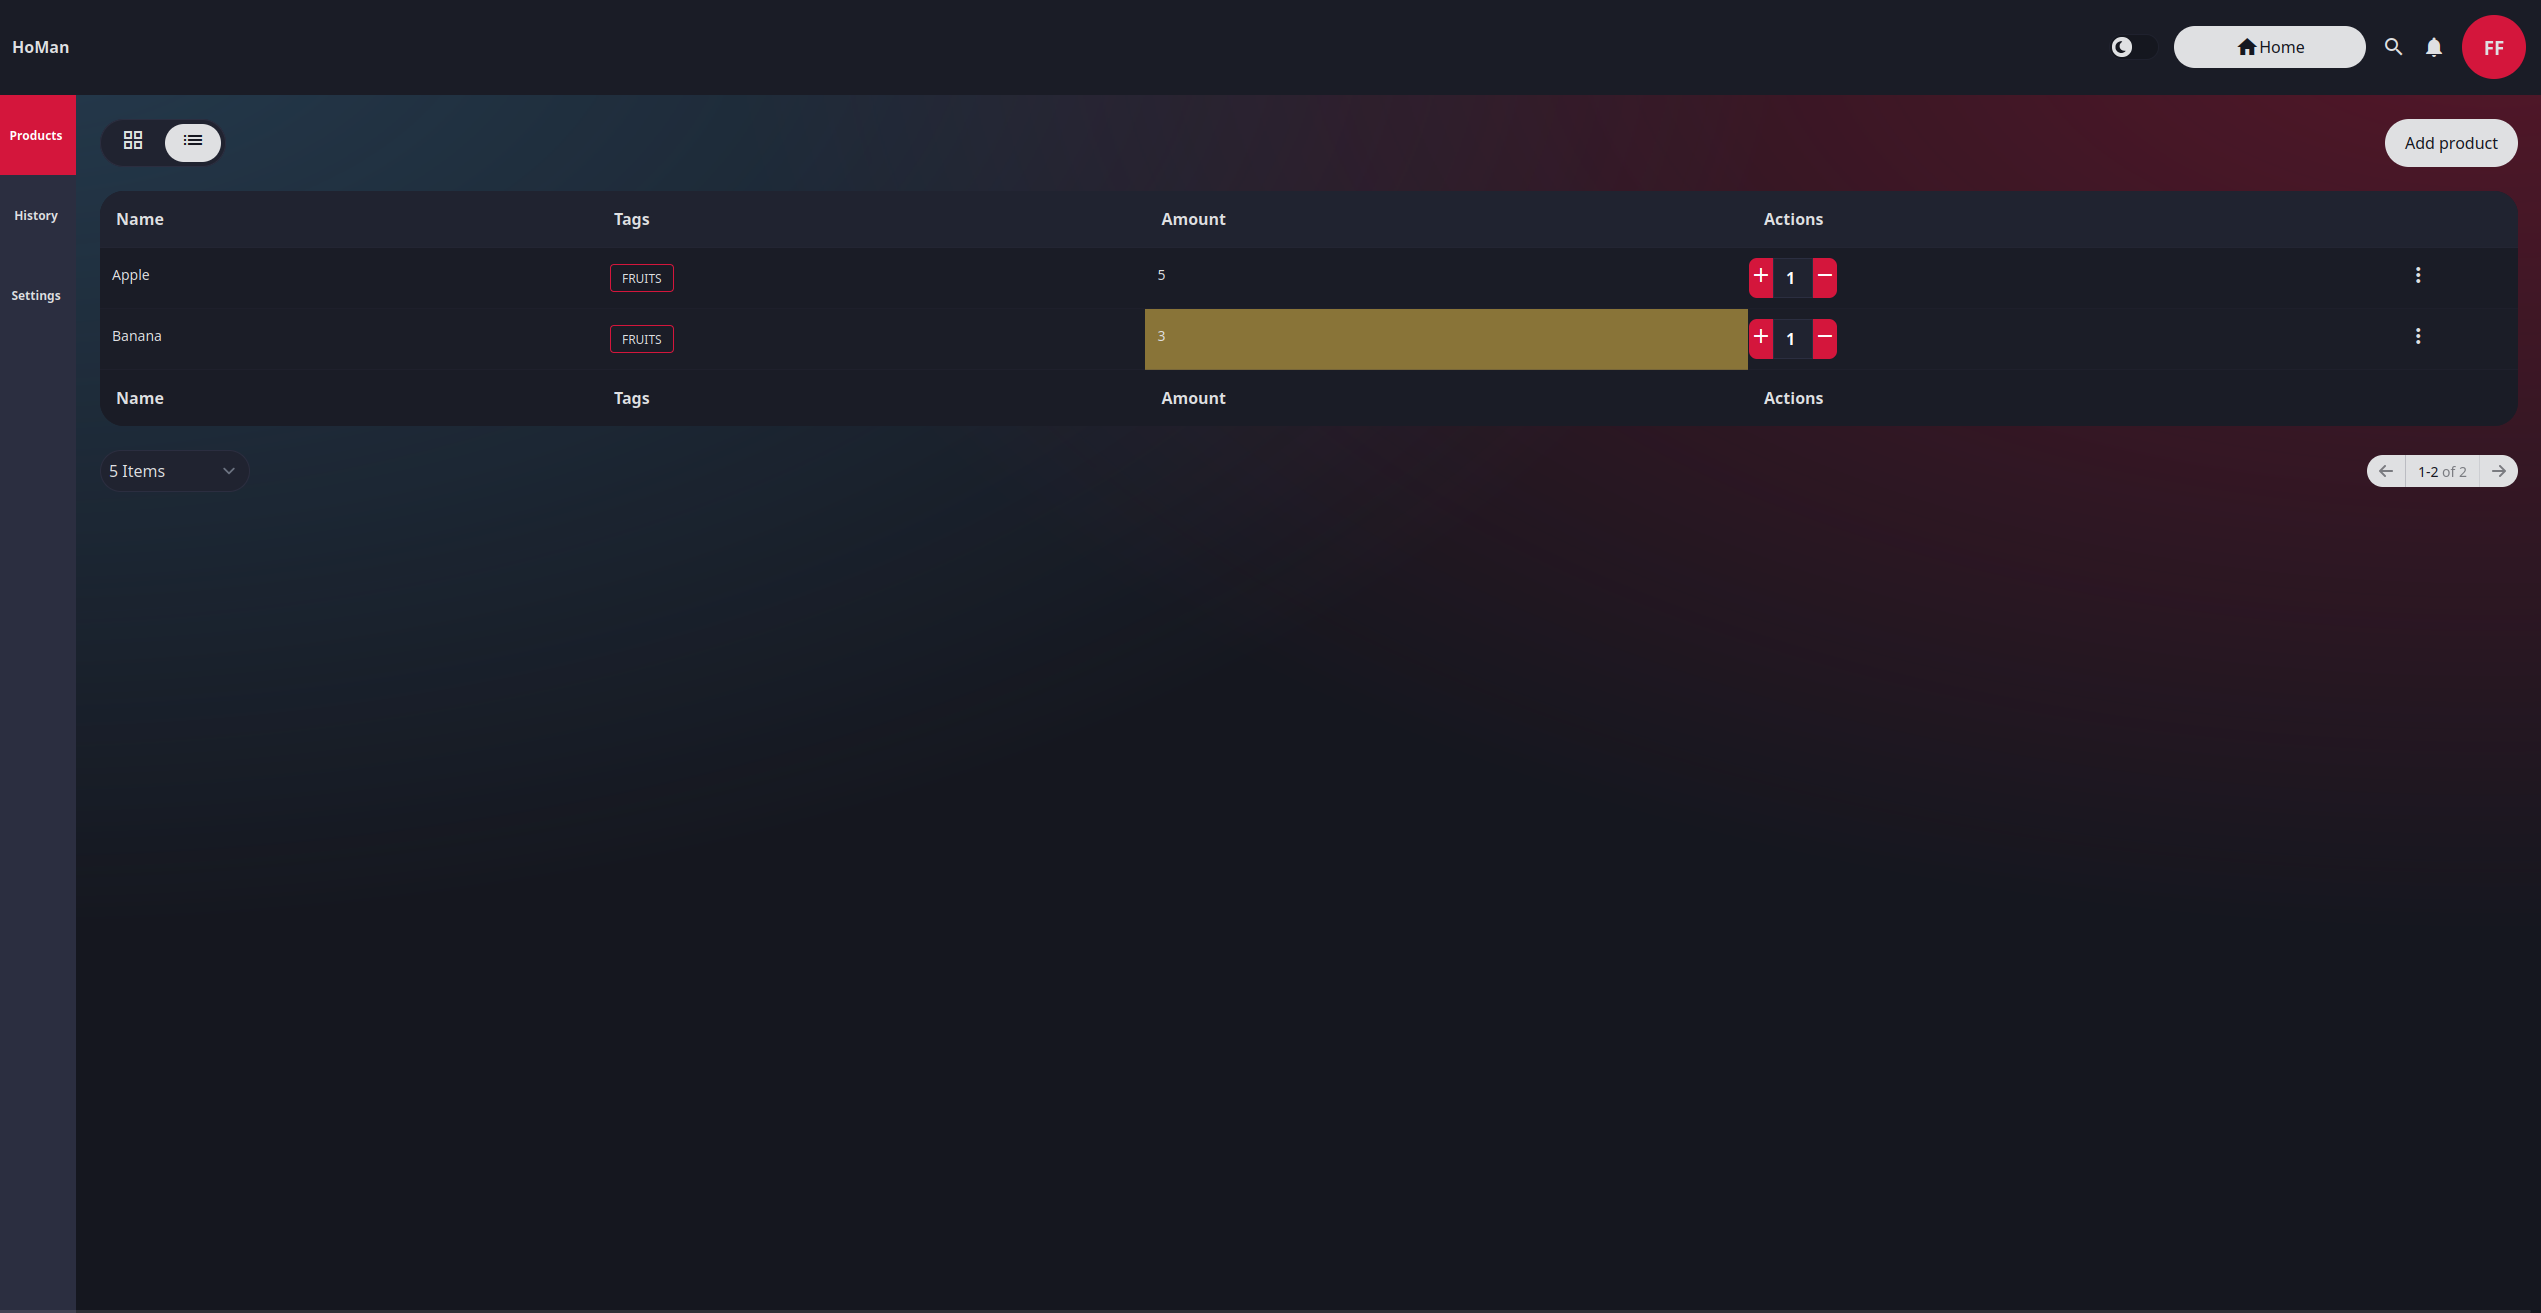 HoMan
Home
FF
Products
Add product
History
Name Tags Amount Actions
Settings
Apple FRUITS 5 + 1 −
Banana FRUITS 3 + 1 −
Name Tags Amount Actions
5 Items
1-2 of 2